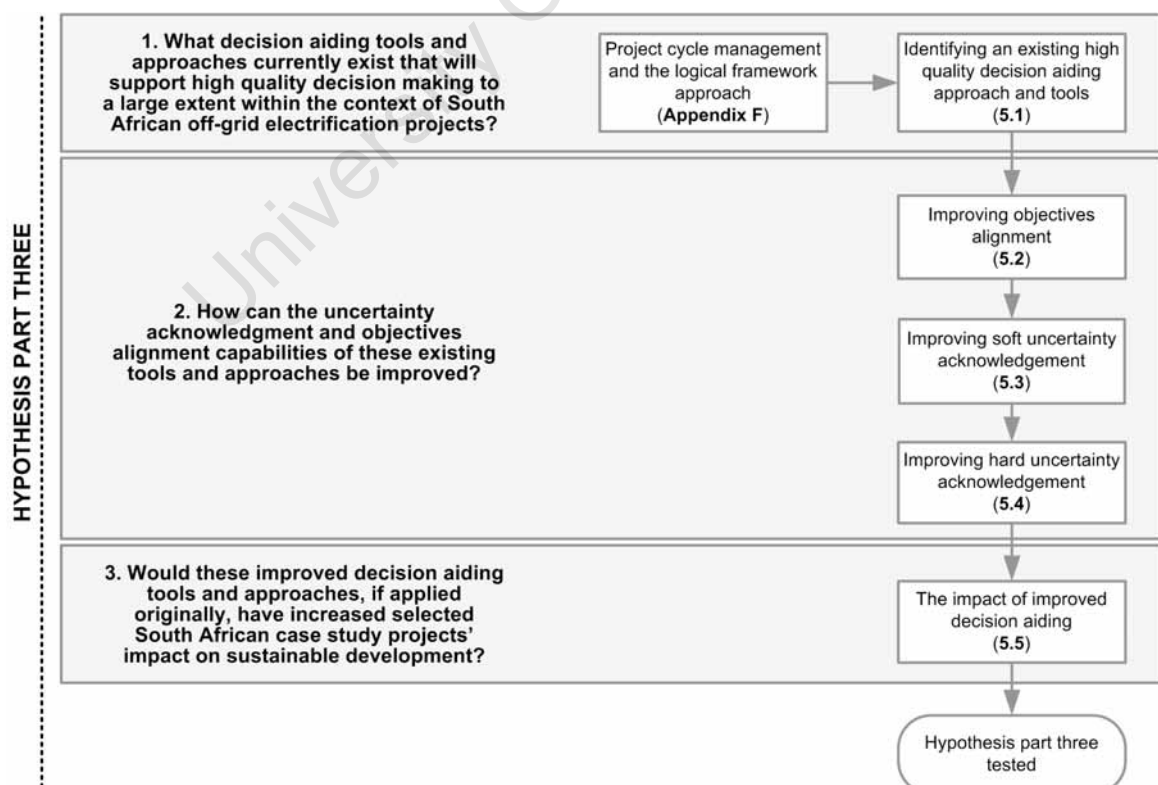 HYPOTHESIS PART THREE
1. What decision aiding tools and
approaches currently exist that will
support high quality decision making to
a large extent within the context of South
African off-grid electrification projects?
Project cycle management
and the logical framework
approach
(Appendix F)
Identifying an existing high
quality decision aiding
approach and tools
(5.1)
2. How can the uncertainty
acknowledgment and objectives
alignment capabilities of these existing
tools and approaches be improved?
Improving objectives
alignment
(5.2)
Improving soft uncertainty
acknowledgement
(5.3)
Improving hard uncertainty
acknowledgement
(5.4)
3. Would these improved decision aiding
tools and approaches, if applied
originally, have increased selected
South African case study projects'
impact on sustainable development?
The impact of improved
decision aiding
(5.5)
Hypothesis part three
tested
University